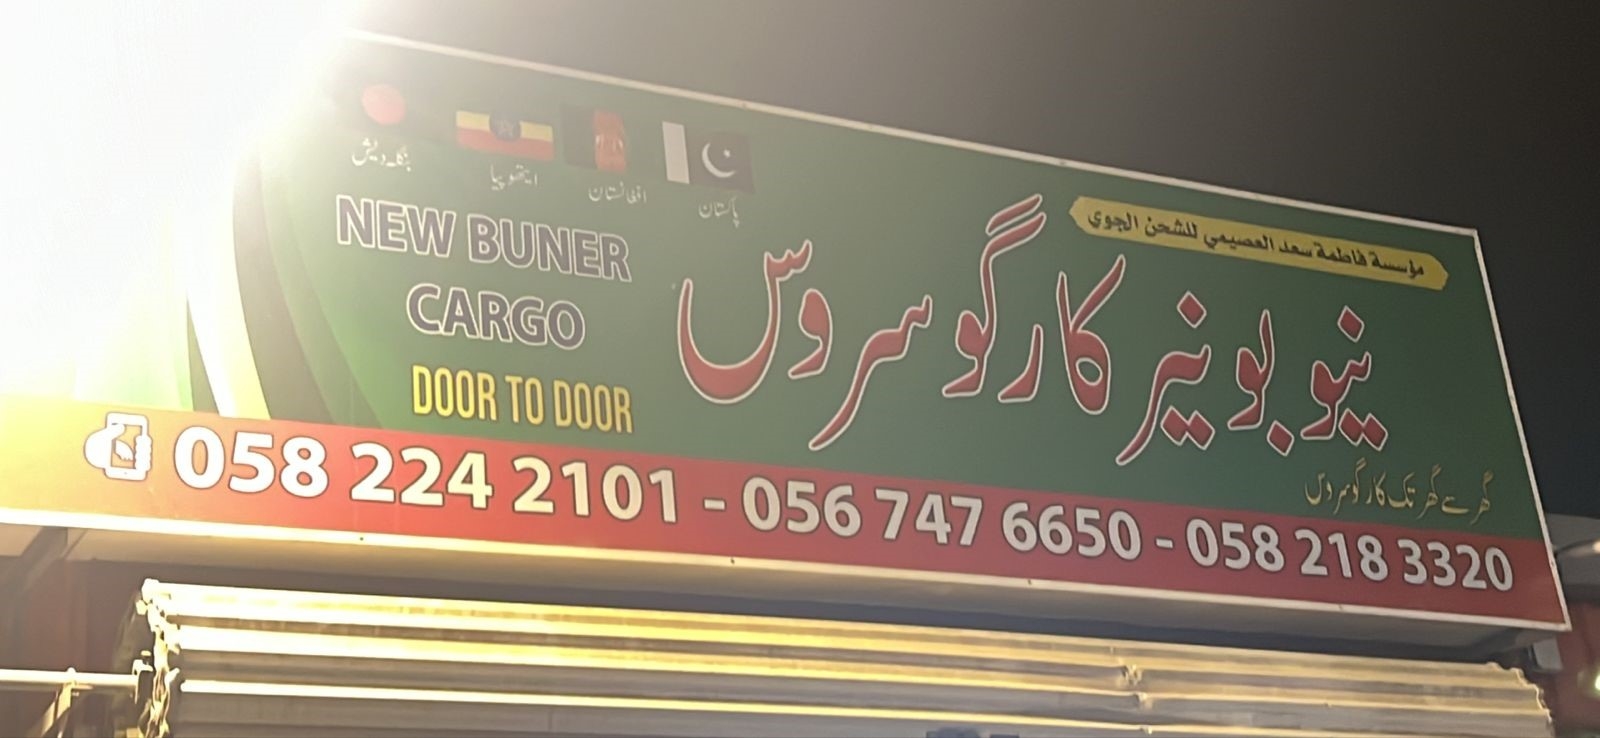 بنگلہ دیش
ایتھوپیا
افغانستان
پاکستان
مؤسسة فاطمة سعد العصيمي للشحن الجوي
NEW BUNER
CARGO
DOOR TO DOOR
نیو بونیر کارگو سروس
گھر سے گھر تک کارگو سروس
058 224 2101 - 056 747 6650 - 058 218 3320